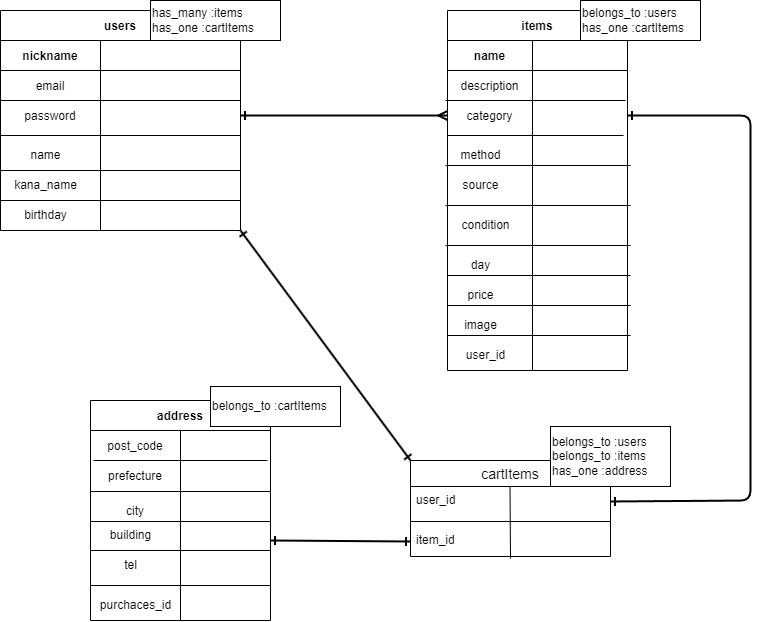 users
has_many :items
has_one :cartItems
nickname
email
password
name
kana_name
birthday
items
belongs_to :users
has_one :cartItems
name
description
category
method
source
condition
day
price
image
user_id
address
belongs_to :cartItems
post_code
prefecture
city
building
tel
purchaces_id
cartItems
belongs_to :users
belongs_to :items
has_one :address
user_id
item_id